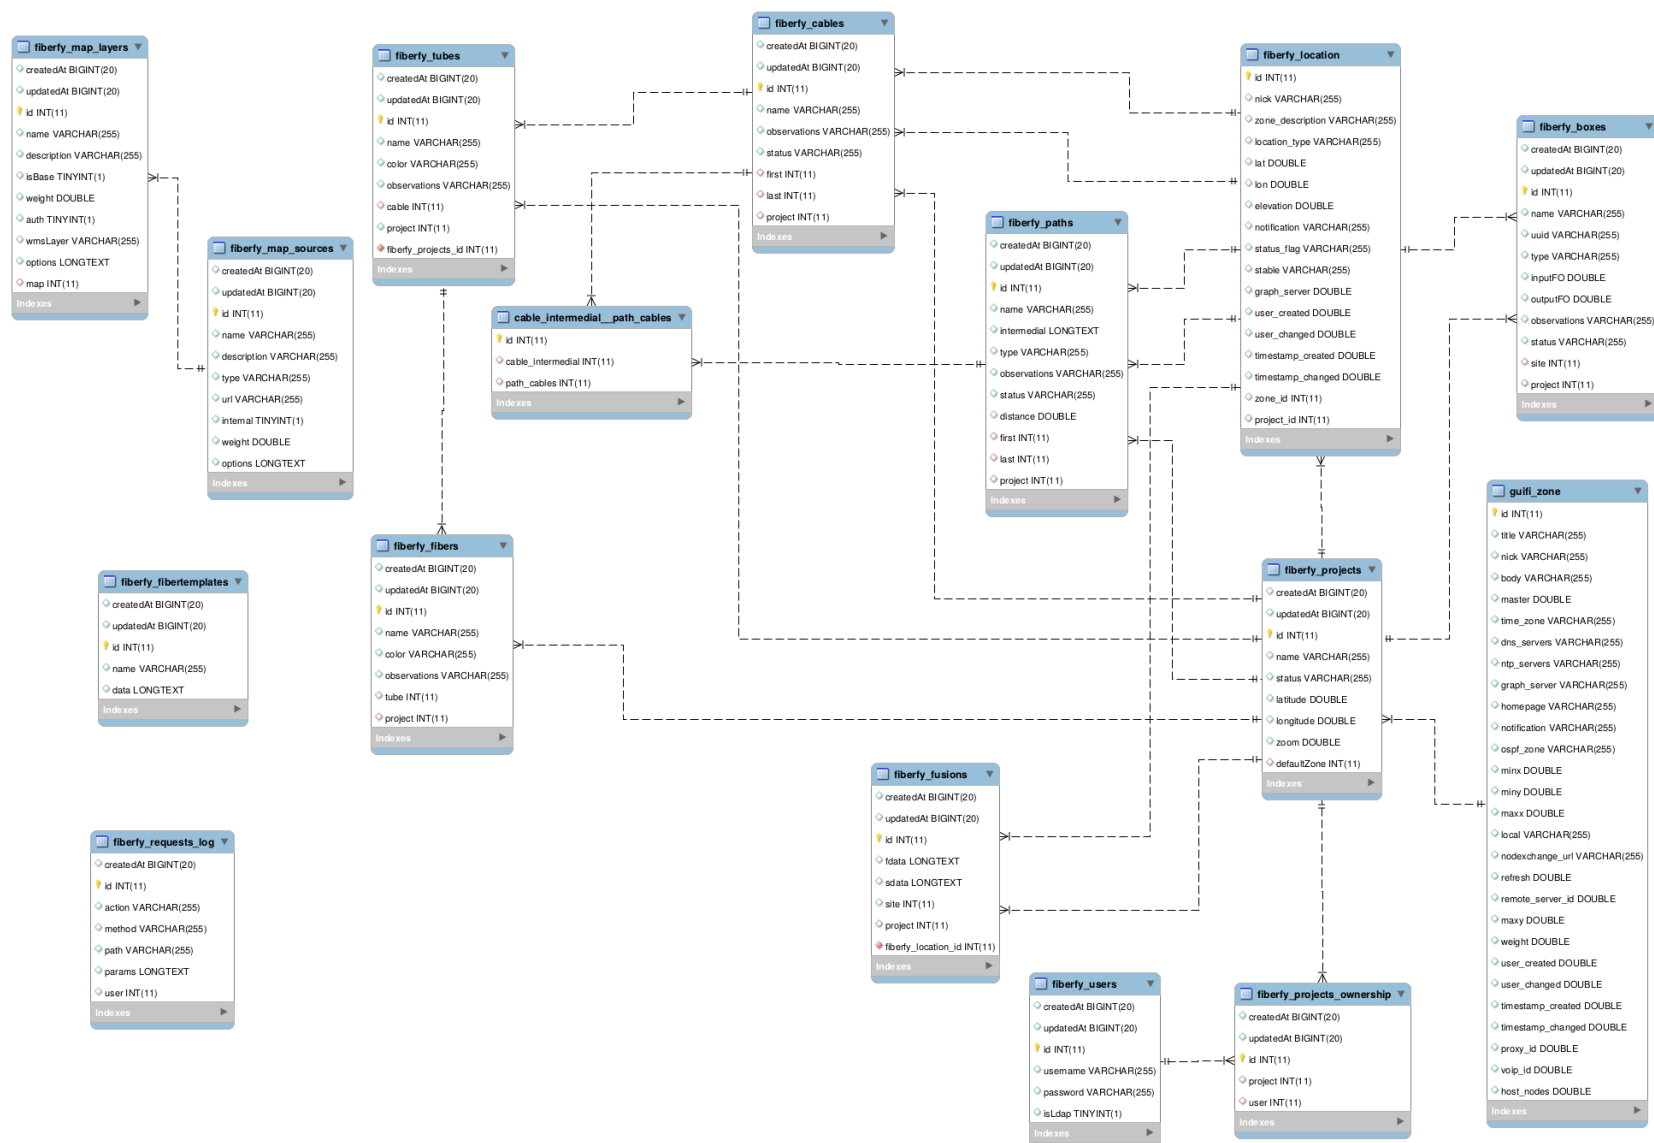 fiberfy_map_layers
createdAt BIGINT(20)
updatedAt BIGINT(20)
id INT(11)
name VARCHAR(255)
description VARCHAR(255)
isBase TINYINT(1)
weight DOUBLE
auth TINYINT(1)
wmsLayer VARCHAR(255)
options LONGTEXT
map INT(11)
Indexes
fiberfy_map_sources
createdAt BIGINT(20)
updatedAt BIGINT(20)
id INT(11)
name VARCHAR(255)
description VARCHAR(255)
type VARCHAR(255)
url VARCHAR(255)
internal TINYINT(1)
weight DOUBLE
options LONGTEXT
Indexes
fiberfy_tubes
createdAt BIGINT(20)
updatedAt BIGINT(20)
id INT(11)
name VARCHAR(255)
color VARCHAR(255)
observations VARCHAR(255)
cable INT(11)
project INT(11)
fiberfy_projects_id INT(11)
Indexes
fiberfy_cables
createdAt BIGINT(20)
updatedAt BIGINT(20)
id INT(11)
name VARCHAR(255)
observations VARCHAR(255)
status VARCHAR(255)
first INT(11)
last INT(11)
project INT(11)
Indexes
cable_intermedial__path_cables
id INT(11)
cable_intermedial INT(11)
path_cables INT(11)
Indexes
fiberfy_paths
createdAt BIGINT(20)
updatedAt BIGINT(20)
id INT(11)
name VARCHAR(255)
intermedial LONGTEXT
type VARCHAR(255)
observations VARCHAR(255)
status VARCHAR(255)
distance DOUBLE
first INT(11)
last INT(11)
project INT(11)
Indexes
fiberfy_location
id INT(11)
nick VARCHAR(255)
zone_description VARCHAR(255)
location_type VARCHAR(255)
lat DOUBLE
lon DOUBLE
elevation DOUBLE
notification VARCHAR(255)
status_flag VARCHAR(255)
stable VARCHAR(255)
graph_server DOUBLE
user_created DOUBLE
user_changed DOUBLE
timestamp_created DOUBLE
timestamp_changed DOUBLE
zone_id INT(11)
project_id INT(11)
Indexes
fiberfy_boxes
createdAt BIGINT(20)
updatedAt BIGINT(20)
id INT(11)
name VARCHAR(255)
uuid VARCHAR(255)
type VARCHAR(255)
inputFO DOUBLE
outputFO DOUBLE
observations VARCHAR(255)
status VARCHAR(255)
site INT(11)
project INT(11)
Indexes
fiberfy_fibertemplates
createdAt BIGINT(20)
updatedAt BIGINT(20)
id INT(11)
name VARCHAR(255)
data LONGTEXT
Indexes
fiberfy_fibers
createdAt BIGINT(20)
updatedAt BIGINT(20)
id INT(11)
name VARCHAR(255)
color VARCHAR(255)
observations VARCHAR(255)
tube INT(11)
project INT(11)
Indexes
fiberfy_projects
createdAt BIGINT(20)
updatedAt BIGINT(20)
id INT(11)
name VARCHAR(255)
status VARCHAR(255)
latitude DOUBLE
longitude DOUBLE
zoom DOUBLE
defaultZone INT(11)
Indexes
guifi_zone
id INT(11)
title VARCHAR(255)
nick VARCHAR(255)
body VARCHAR(255)
master DOUBLE
time_zone VARCHAR(255)
dns_servers VARCHAR(255)
ntp_servers VARCHAR(255)
graph_server VARCHAR(255)
homepage VARCHAR(255)
notification VARCHAR(255)
ospf_zone VARCHAR(255)
minx DOUBLE
miny DOUBLE
maxx DOUBLE
local VARCHAR(255)
nodexchange_url VARCHAR(255)
refresh DOUBLE
remote_server_id DOUBLE
maxy DOUBLE
weight DOUBLE
user_created DOUBLE
user_changed DOUBLE
timestamp_created DOUBLE
timestamp_changed DOUBLE
proxy_id DOUBLE
voip_id DOUBLE
host_nodes DOUBLE
Indexes
fiberfy_requests_log
createdAt BIGINT(20)
id INT(11)
action VARCHAR(255)
method VARCHAR(255)
path VARCHAR(255)
params LONGTEXT
user INT(11)
Indexes
fiberfy_fusions
createdAt BIGINT(20)
updatedAt BIGINT(20)
id INT(11)
fdata LONGTEXT
sdata LONGTEXT
site INT(11)
project INT(11)
fiberfy_location_id INT(11)
Indexes
fiberfy_users
createdAt BIGINT(20)
updatedAt BIGINT(20)
id INT(11)
username VARCHAR(255)
password VARCHAR(255)
isLdap TINYINT(1)
Indexes
fiberfy_projects_ownership
createdAt BIGINT(20)
updatedAt BIGINT(20)
id INT(11)
project INT(11)
user INT(11)
Indexes